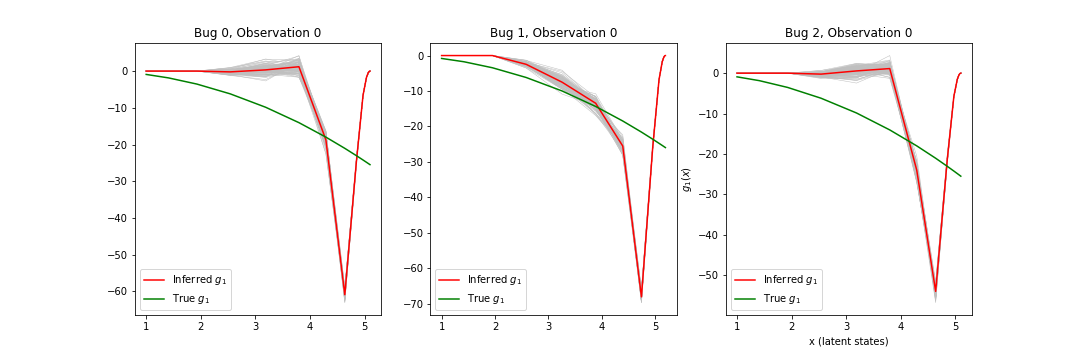 Bug 0, Observation 0
0
−10
−20
−30
−40
−50
−60
1 2 3 4 5
Inferred g₁
True g₁
Bug 1, Observation 0
0
−10
−20
−30
−40
−50
−60
−70
1 2 3 4 5
Inferred g₁
True g₁
Bug 2, Observation 0
g₁(x)
0
−10
−20
−30
−40
−50
1 2 3 4 5
x (latent states)
Inferred g₁
True g₁